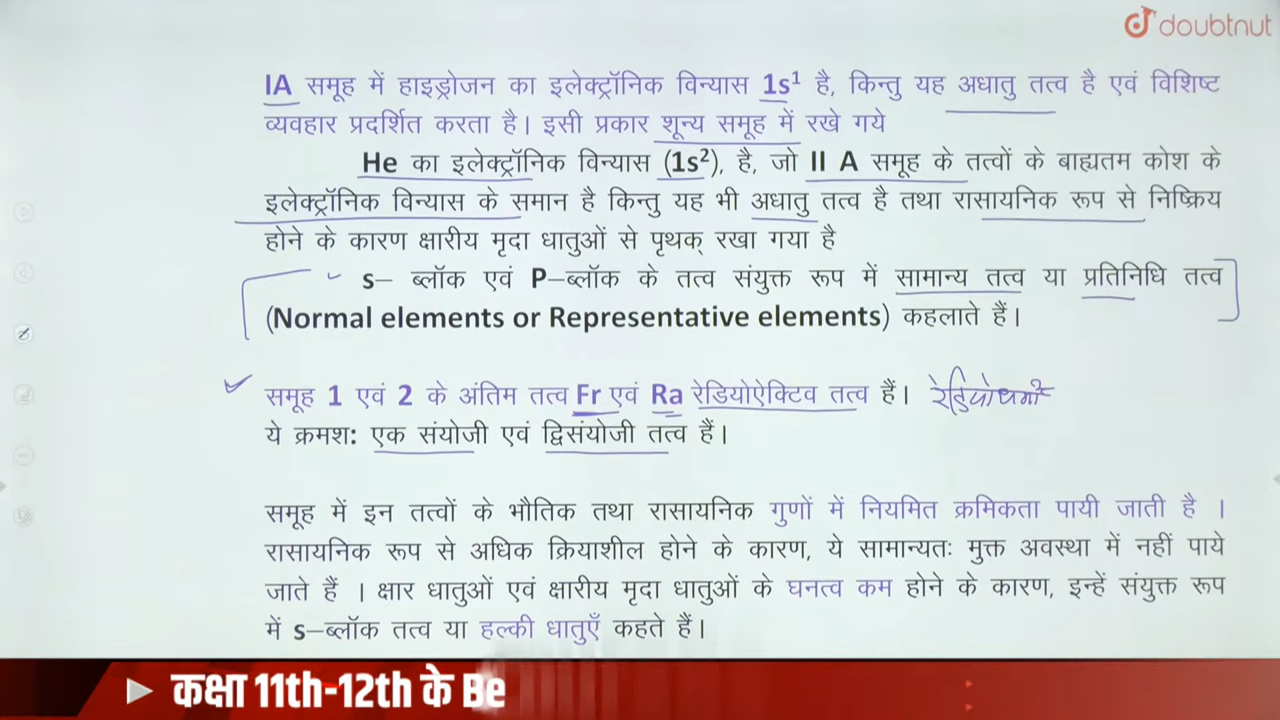 doubtnut
IA समूह में हाइड्रोजन का इलेक्ट्रॉनिक विन्यास 1s¹ है, किन्तु यह अधातु तत्व है एवं विशिष्ट
व्यवहार प्रदर्शित करता है। इसी प्रकार शून्य समूह में रखे गये
He का इलेक्ट्रॉनिक विन्यास (1s²), है, जो II A समूह के तत्वों के बाह्यतम कोश के
इलेक्ट्रॉनिक विन्यास के समान है किन्तु यह भी अधातु तत्व है तथा रासायनिक रूप से निष्क्रिय
होने के कारण क्षारीय मृदा धातुओं से पृथक् रखा गया है
s– ब्लॉक एवं P–ब्लॉक के तत्व संयुक्त रूप में सामान्य तत्व या प्रतिनिधि तत्व
(Normal elements or Representative elements) कहलाते हैं।
समूह 1 एवं 2 के अंतिम तत्व Fr एवं Ra रेडियोऐक्टिव तत्व हैं।
ये क्रमश: एक संयोजी एवं द्विसंयोजी तत्व हैं।
समूह में इन तत्वों के भौतिक तथा रासायनिक गुणों में नियमित क्रमिकता पायी जाती है ।
रासायनिक रूप से अधिक क्रियाशील होने के कारण, ये सामान्यतः मुक्त अवस्था में नहीं पाये
जाते हैं । क्षार धातुओं एवं क्षारीय मृदा धातुओं के घनत्व कम होने के कारण, इन्हें संयुक्त रूप
में s–ब्लॉक तत्व या हल्की धातुएँ कहते हैं।
कक्षा 11th-12th के Be